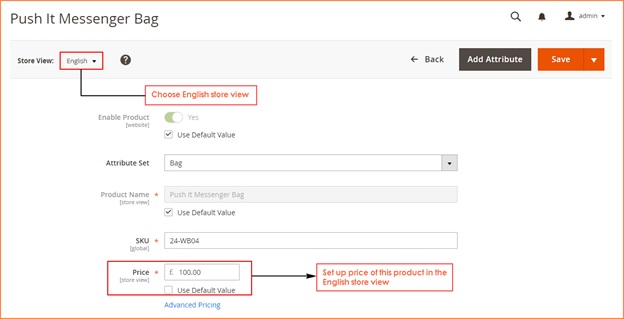 Push It Messenger Bag
admin
Store View: English ? Back Add Attribute Save
Choose English store view
Enable Product Yes
[website]
Use Default Value
Attribute Set Bag
Product Name * Push It Messenger Bag
[store view]
Use Default Value
SKU * 24-WB04
[global]
Price * £ 100.00
[store view]
Set up price of this product in the
English store view
Use Default Value
Advanced Pricing